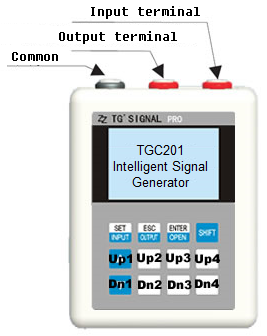 Input terminal
Output terminal
Common
TG° SIGNAL PRO
TGC201
Intelligent Signal
Generator
SET ESC ENTER SHIFT
INPUT OUTPUT OPEN
Up1 Up2 Up3 Up4
Dn1 Dn2 Dn3 Dn4